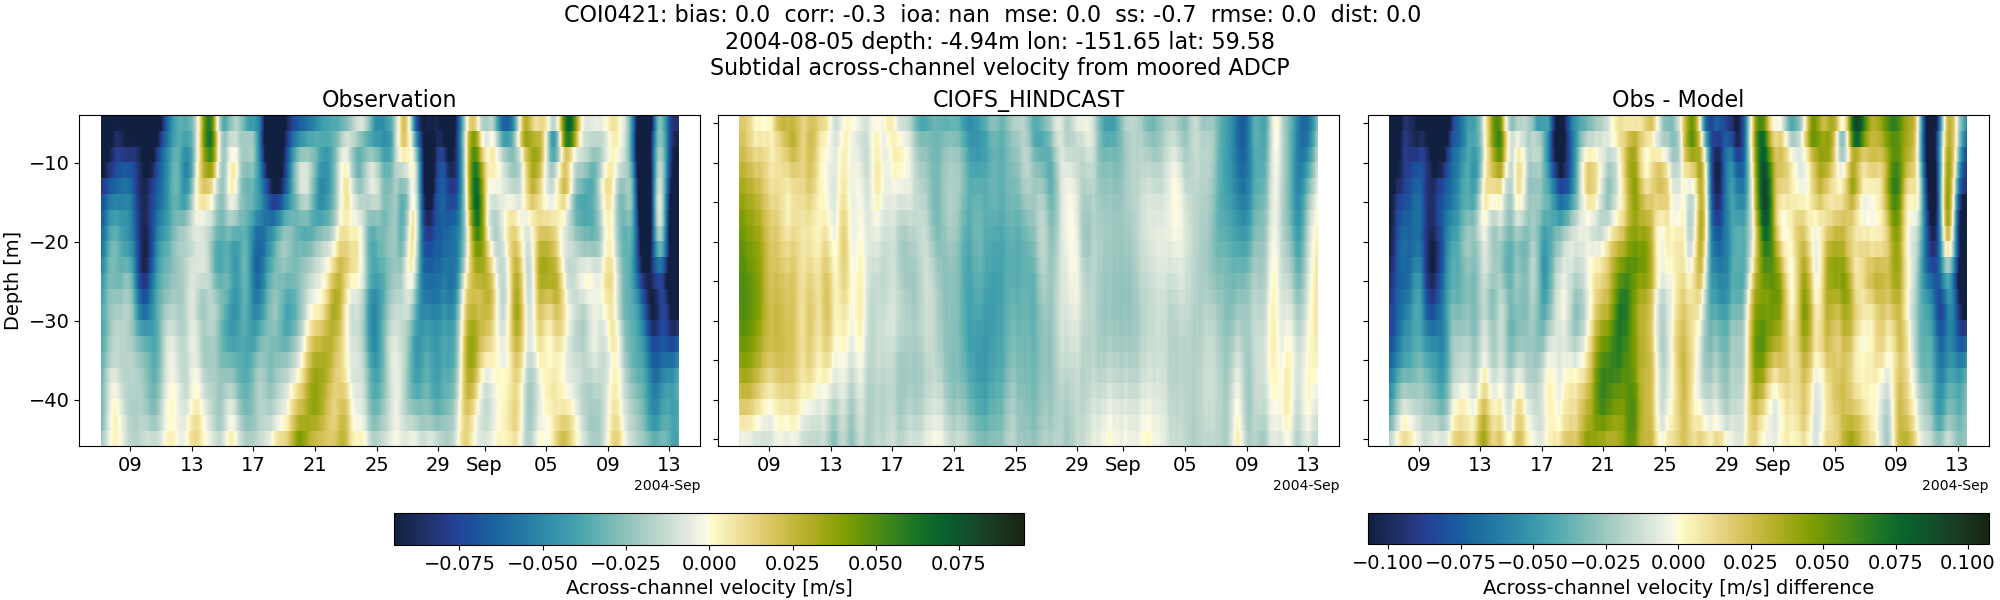 COI0421: bias: 0.0  corr: -0.3  ioa: nan  mse: 0.0  ss: -0.7  rmse: 0.0  dist: 0.0
2004-08-05 depth: -4.94m lon: -151.65 lat: 59.58
Subtidal across-channel velocity from moored ADCP
Observation
CIOFS_HINDCAST
Obs - Model
Depth [m]
−10
−20
−30
−40
09 13 17 21 25 29 Sep 05 09 13
2004-Sep
09 13 17 21 25 29 Sep 05 09 13
2004-Sep
09 13 17 21 25 29 Sep 05 09 13
2004-Sep
−0.075 −0.050 −0.025 0.000 0.025 0.050 0.075
Across-channel velocity [m/s]
−0.100 −0.075 −0.050 −0.025 0.000 0.025 0.050 0.075 0.100
Across-channel velocity [m/s] difference